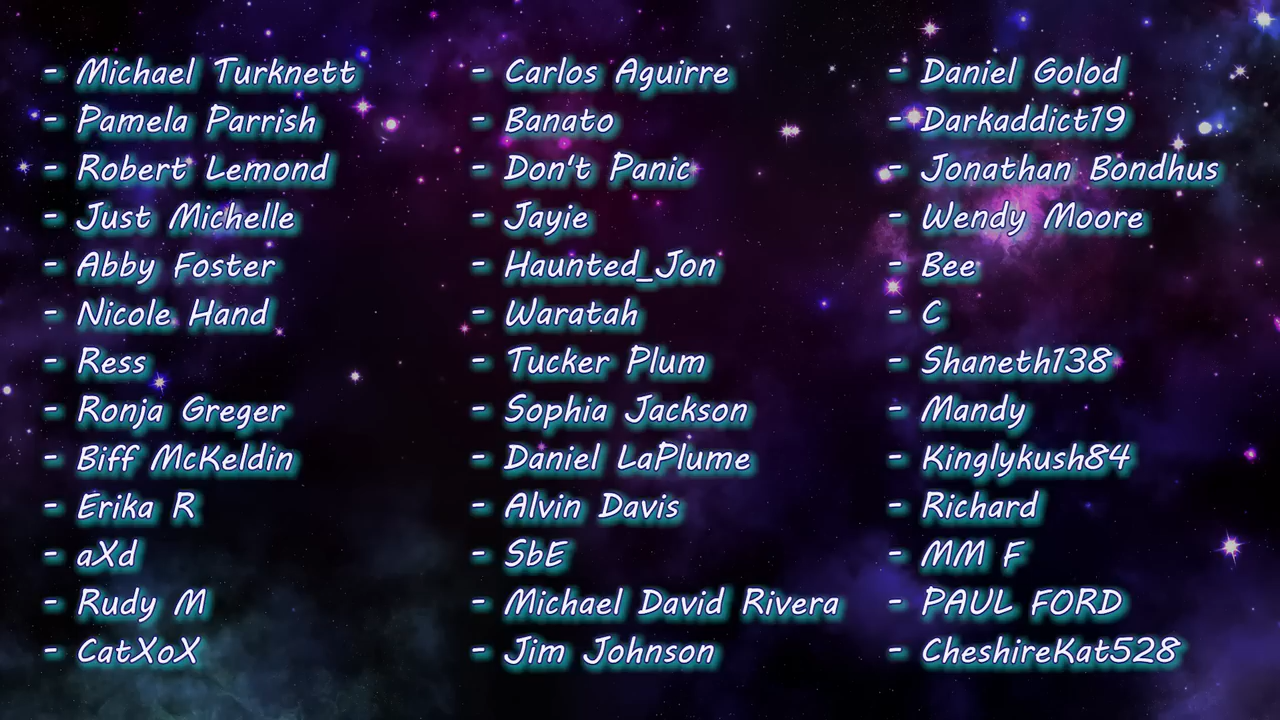 - Michael Turknett
- Pamela Parrish
- Robert Lemond
- Just Michelle
- Abby Foster
- Nicole Hand
- Ress
- Ronja Greger
- Biff McKeldin
- Erika R
- aXd
- Rudy M
- CatXoX
- Carlos Aguirre
- Banato
- Don't Panic
- Jayie
- Haunted_Jon
- Waratah
- Tucker Plum
- Sophia Jackson
- Daniel LaPlume
- Alvin Davis
- SbE
- Michael David Rivera
- Jim Johnson
- Daniel Golod
- Darkaddict19
- Jonathan Bondhus
- Wendy Moore
- Bee
- C
- Shaneth138
- Mandy
- Kinglykush84
- Richard
- MM F
- PAUL FORD
- CheshireKat528